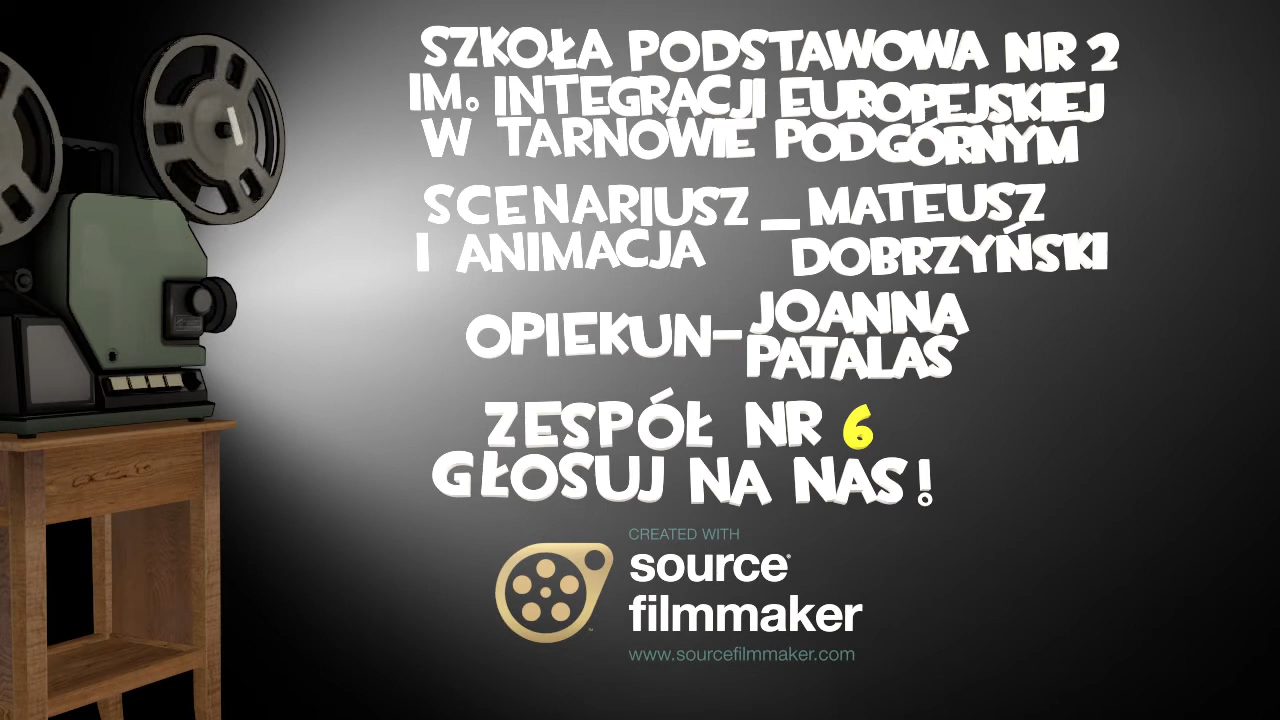 SZKOŁA PODSTAWOWA NR 2
IM. INTEGRACJI EUROPEJSKIEJ
W TARNOWIE PODGÓRNYM
SCENARIUSZ _ MATEUSZ
I ANIMACJA DOBRZYŃSKI
OPIEKUN- JOANNA
PATALAS
ZESPÓŁ NR 6
GŁOSUJ NA NAS!
CREATED WITH
source
filmmaker
www.sourcefilmmaker.com